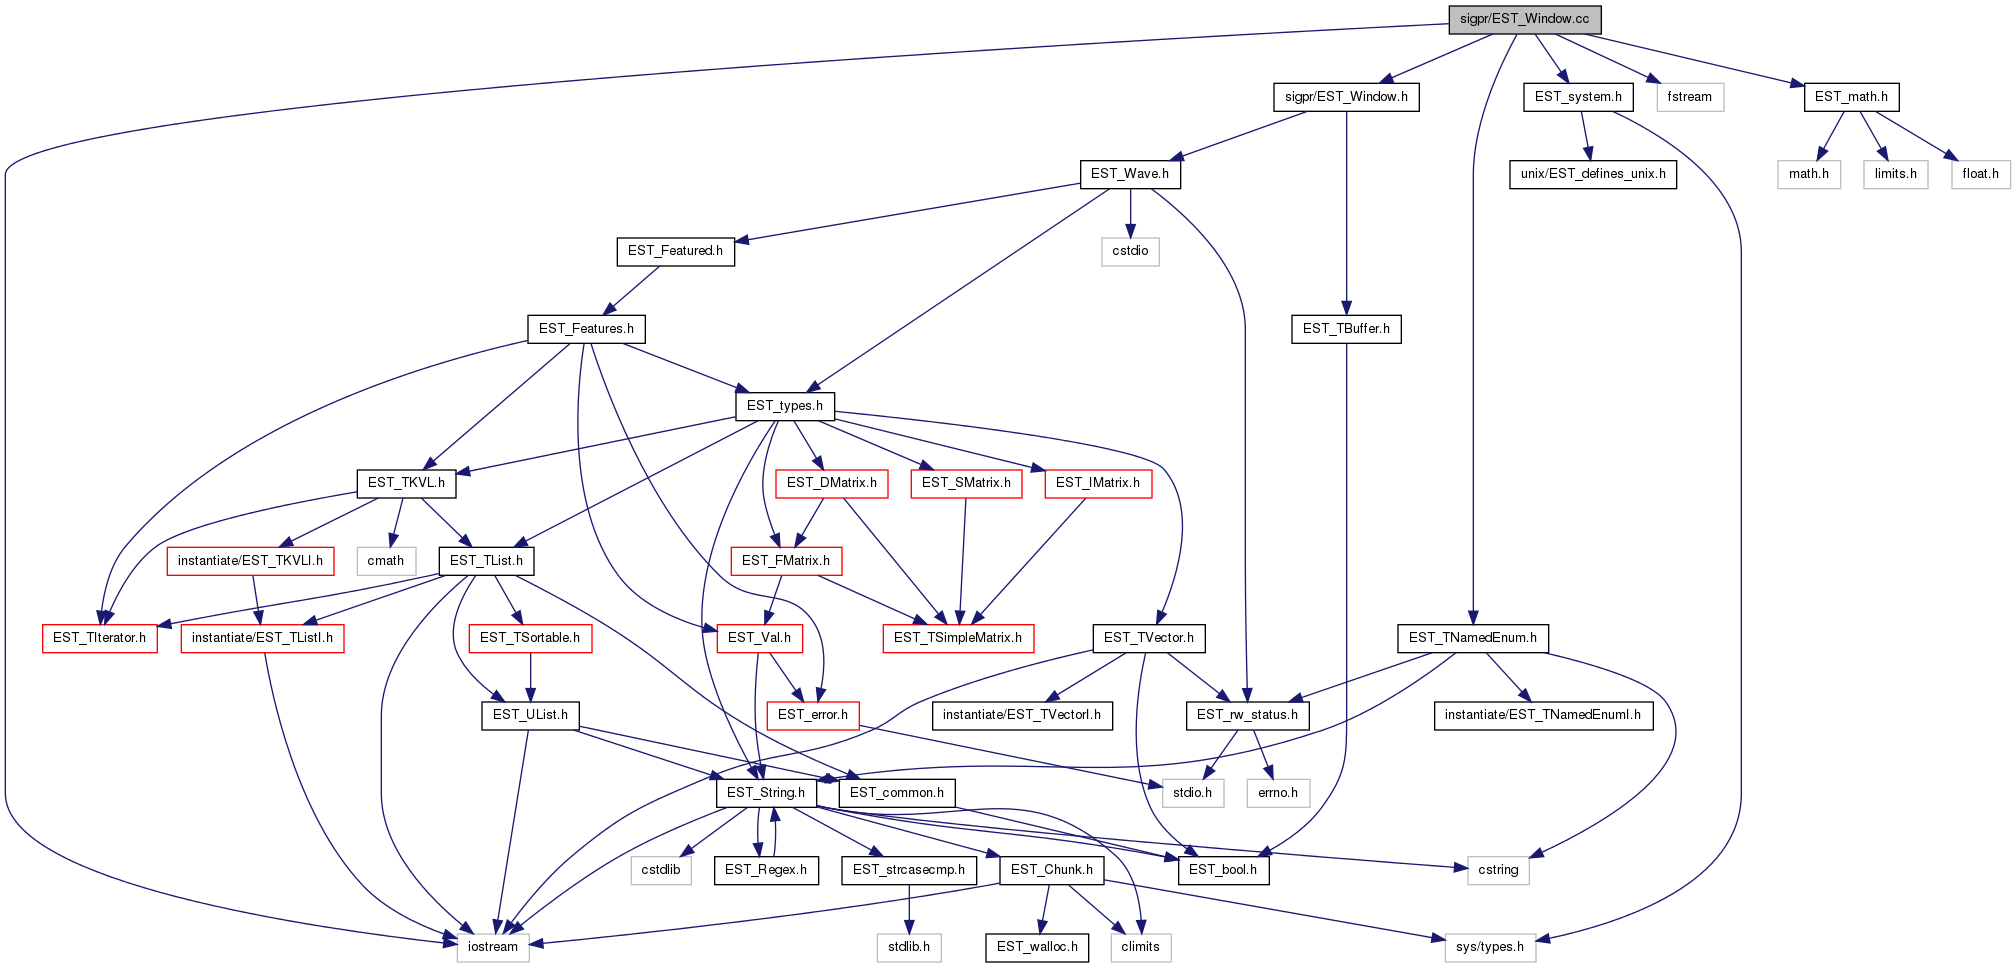 sigpr/EST_Window.cc
sigpr/EST_Window.h
EST_system.h
fstream
EST_math.h
EST_Wave.h
unix/EST_defines_unix.h
math.h
limits.h
float.h
EST_Featured.h
cstdio
EST_Features.h
EST_TBuffer.h
EST_types.h
EST_TKVL.h
EST_DMatrix.h
EST_SMatrix.h
EST_IMatrix.h
instantiate/EST_TKVLI.h
cmath
EST_TList.h
EST_FMatrix.h
EST_TIterator.h
instantiate/EST_TListI.h
EST_TSortable.h
EST_Val.h
EST_TSimpleMatrix.h
EST_TVector.h
EST_TNamedEnum.h
EST_UList.h
EST_error.h
instantiate/EST_TVectorI.h
EST_rw_status.h
instantiate/EST_TNamedEnumI.h
EST_String.h
EST_common.h
stdio.h
errno.h
cstdlib
EST_Regex.h
EST_strcasecmp.h
EST_Chunk.h
EST_bool.h
cstring
iostream
stdlib.h
EST_walloc.h
climits
sys/types.h